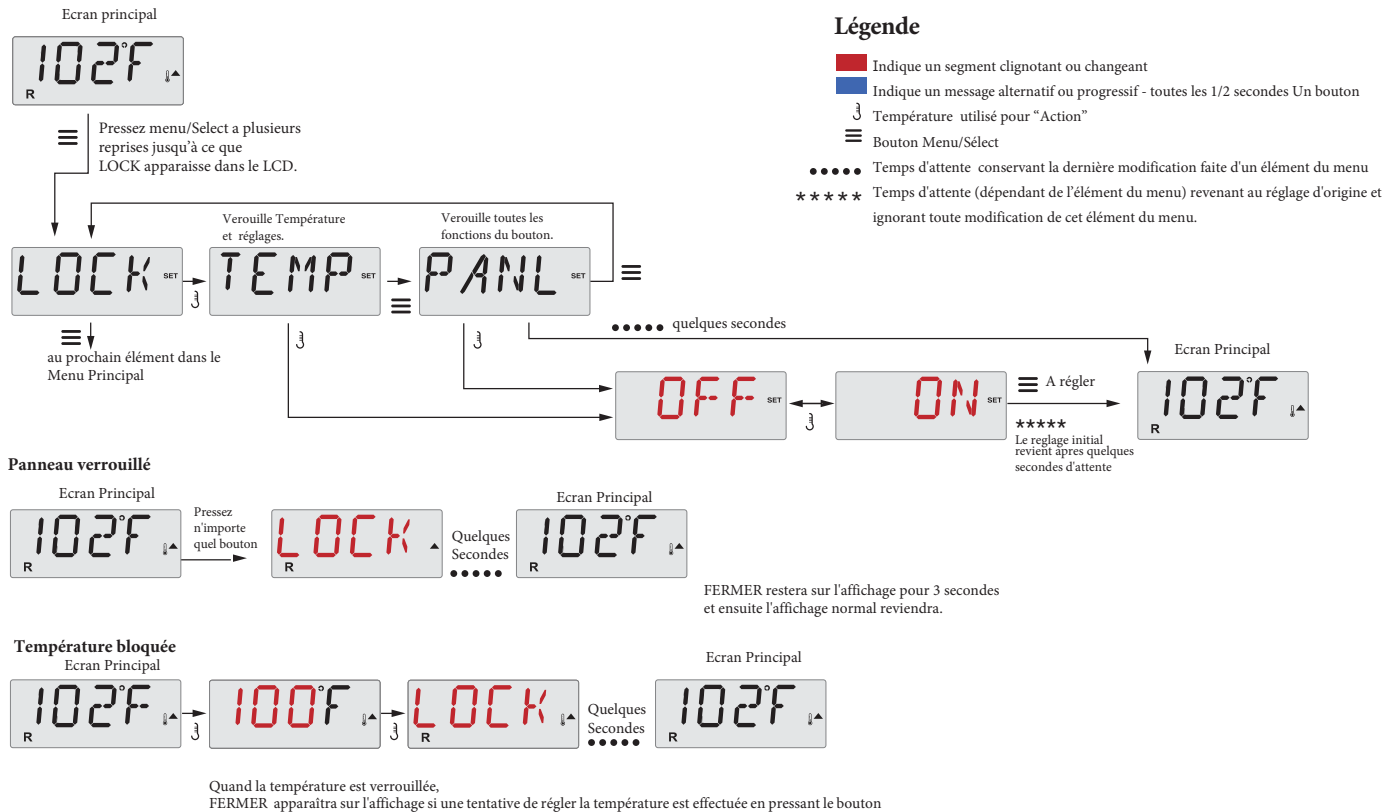 Ecran principal
102°F
R
Pressez menu/Select a plusieurs
reprises jusqu'à ce que
LOCK apparaisse dans le LCD.
Légende
Indique un segment clignotant ou changeant
Indique un message alternatif ou progressif - toutes les 1/2 secondes Un bouton
Température utilisé pour "Action"
Bouton Menu/Sélect
••••• Temps d'attente conservant la dernière modification faite d'un élément du menu
***** Temps d'attente (dépendant de l'élément du menu) revenant au réglage d'origine et
ignorant toute modification de cet élément du menu.
Verouille Température
et réglages.
Verouille toutes les
fonctions du bouton.
LOCK SET
TEMP SET
PANL SET
au prochain élément dans le
Menu Principal
••••• quelques secondes
Ecran Principal
OFF SET
ON SET
A régler
*****
Le reglage initial
revient apres quelques
secondes d'attente
102°F
R
Panneau verrouillé
Ecran Principal
102°F
R
Pressez
n'importe
quel bouton
LOCK
R
Quelques
Secondes
•••••
Ecran Principal
102°F
R
FERMER restera sur l'affichage pour 3 secondes
et ensuite l'affichage normal reviendra.
Température bloquée
Ecran Principal
102°F
R
100°F
LOCK
R
Quelques
Secondes
•••••
Ecran Principal
102°F
R
Quand la température est verrouillée,
FERMER apparaîtra sur l'affichage si une tentative de régler la température est effectuée en pressant le bouton